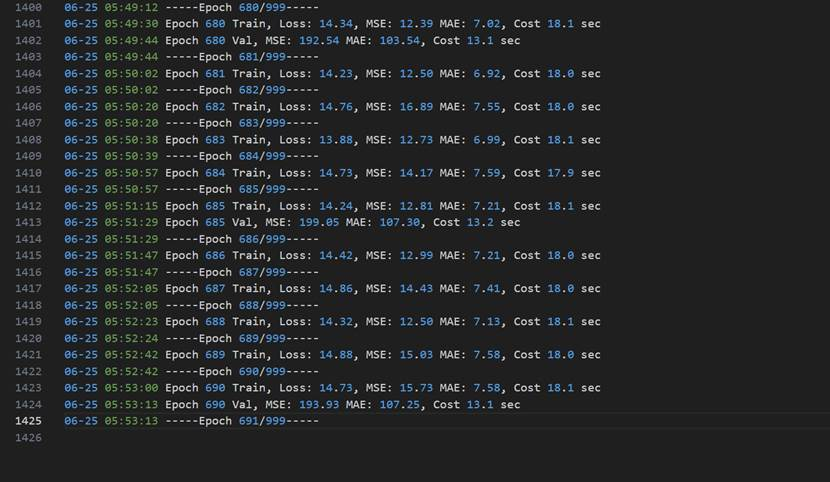 1400 06-25 05:49:12 -----Epoch 680/999-----
1401 06-25 05:49:30 Epoch 680 Train, Loss: 14.34, MSE: 12.39 MAE: 7.02, Cost 18.1 sec
1402 06-25 05:49:44 Epoch 680 Val, MSE: 192.54 MAE: 103.54, Cost 13.1 sec
1403 06-25 05:49:44 -----Epoch 681/999-----
1404 06-25 05:50:02 Epoch 681 Train, Loss: 14.23, MSE: 12.50 MAE: 6.92, Cost 18.0 sec
1405 06-25 05:50:02 -----Epoch 682/999-----
1406 06-25 05:50:20 Epoch 682 Train, Loss: 14.76, MSE: 16.89 MAE: 7.55, Cost 18.0 sec
1407 06-25 05:50:20 -----Epoch 683/999-----
1408 06-25 05:50:38 Epoch 683 Train, Loss: 13.88, MSE: 12.73 MAE: 6.99, Cost 18.1 sec
1409 06-25 05:50:39 -----Epoch 684/999-----
1410 06-25 05:50:57 Epoch 684 Train, Loss: 14.73, MSE: 14.17 MAE: 7.59, Cost 17.9 sec
1411 06-25 05:50:57 -----Epoch 685/999-----
1412 06-25 05:51:15 Epoch 685 Train, Loss: 14.24, MSE: 12.81 MAE: 7.21, Cost 18.1 sec
1413 06-25 05:51:29 Epoch 685 Val, MSE: 199.05 MAE: 107.30, Cost 13.2 sec
1414 06-25 05:51:29 -----Epoch 686/999-----
1415 06-25 05:51:47 Epoch 686 Train, Loss: 14.42, MSE: 12.99 MAE: 7.21, Cost 18.0 sec
1416 06-25 05:51:47 -----Epoch 687/999-----
1417 06-25 05:52:05 Epoch 687 Train, Loss: 14.86, MSE: 14.43 MAE: 7.41, Cost 18.0 sec
1418 06-25 05:52:05 -----Epoch 688/999-----
1419 06-25 05:52:23 Epoch 688 Train, Loss: 14.32, MSE: 12.50 MAE: 7.13, Cost 18.1 sec
1420 06-25 05:52:24 -----Epoch 689/999-----
1421 06-25 05:52:42 Epoch 689 Train, Loss: 14.88, MSE: 15.03 MAE: 7.58, Cost 18.0 sec
1422 06-25 05:52:42 -----Epoch 690/999-----
1423 06-25 05:53:00 Epoch 690 Train, Loss: 14.73, MSE: 15.73 MAE: 7.58, Cost 18.1 sec
1424 06-25 05:53:13 Epoch 690 Val, MSE: 193.93 MAE: 107.25, Cost 13.1 sec
1425 06-25 05:53:13 -----Epoch 691/999-----
1426